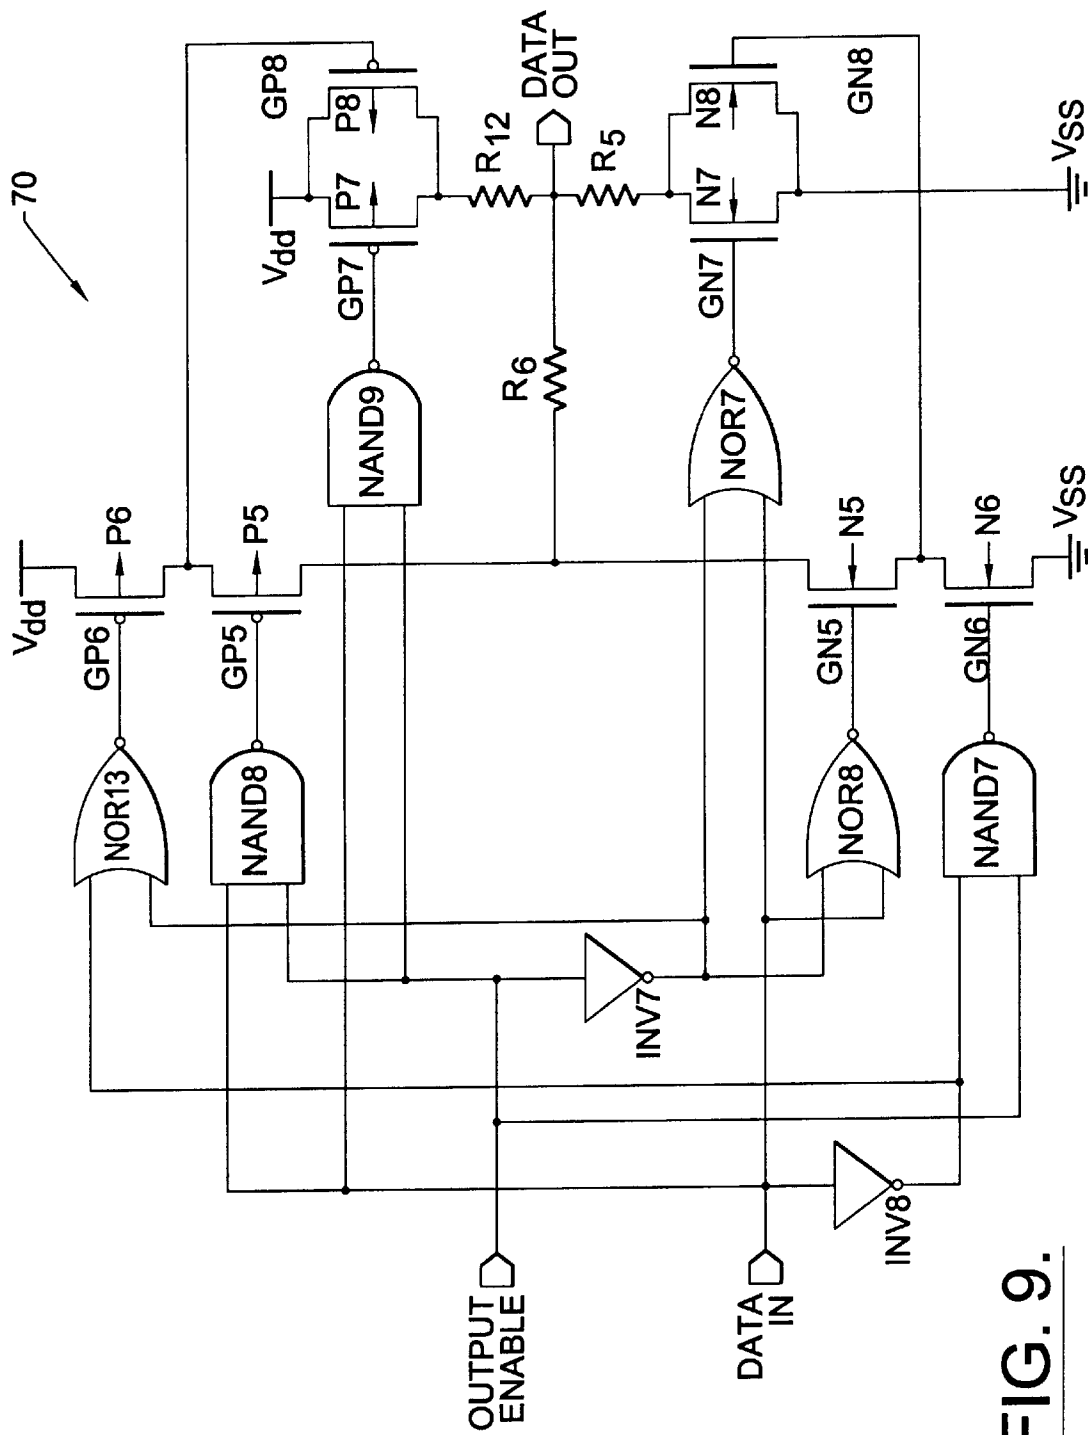 70
Vdd
GP6
P6
NOR13
GP5
P5
NAND8
GP8
P8
P7
Vdd
GP7
NAND9
R12
DATA
OUT
R6
R5
N8
N7
GN7
GN8
NOR7
VSS
INV7
N5
GN5
NOR8
N6
GN6
NAND7
VSS
OUTPUT
ENABLE
DATA
IN
INV8
FIG. 9.